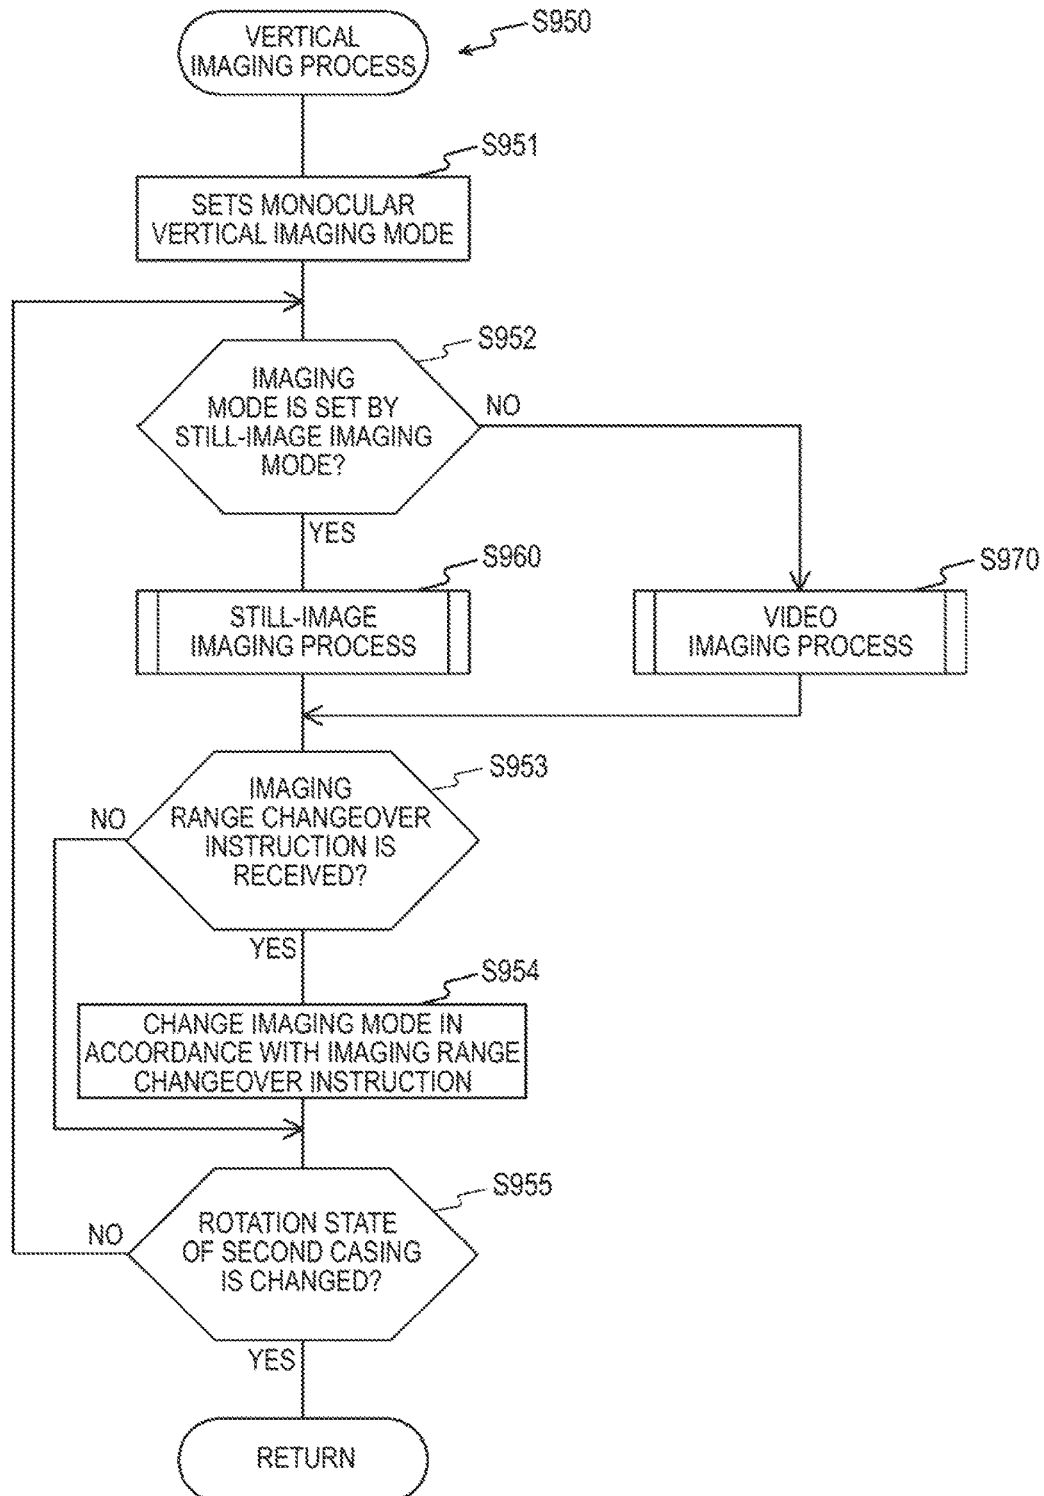 VERTICAL
IMAGING PROCESS
S950
S951
SETS MONOCULAR
VERTICAL IMAGING MODE
S952
IMAGING
MODE IS SET BY
STILL-IMAGE IMAGING
MODE?
NO
YES
S960
STILL-IMAGE
IMAGING PROCESS
S970
VIDEO
IMAGING PROCESS
S953
IMAGING
RANGE CHANGEOVER
INSTRUCTION IS
RECEIVED?
NO
YES
S954
CHANGE IMAGING MODE IN
ACCORDANCE WITH IMAGING RANGE
CHANGEOVER INSTRUCTION
S955
ROTATION STATE
OF SECOND CASING
IS CHANGED?
NO
YES
RETURN